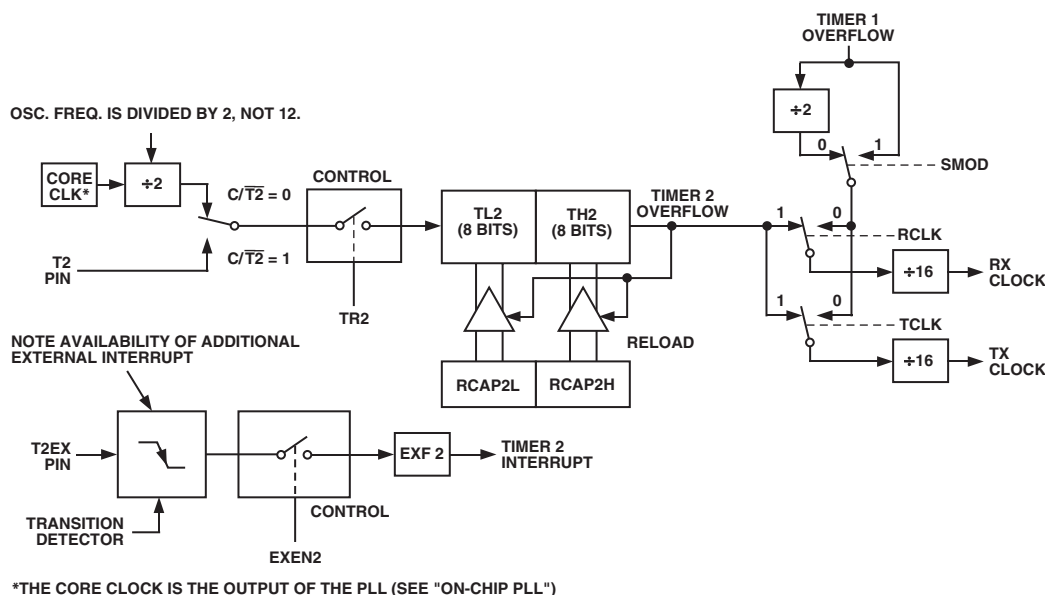 TIMER 1
OVERFLOW
OSC. FREQ. IS DIVIDED BY 2, NOT 12.
÷2
0
1
SMOD
CORE
CLK*
÷2
C/T2 = 0
CONTROL
TL2
(8 BITS)
TH2
(8 BITS)
TIMER 2
OVERFLOW
1
0
RCLK
T2
PIN
C/T2 = 1
÷16
RX
CLOCK
TR2
1
0
TCLK
RELOAD
NOTE AVAILABILITY OF ADDITIONAL
EXTERNAL INTERRUPT
÷16
TX
CLOCK
RCAP2L
RCAP2H
T2EX
PIN
EXF 2
TIMER 2
INTERRUPT
CONTROL
TRANSITION
DETECTOR
EXEN2
*THE CORE CLOCK IS THE OUTPUT OF THE PLL (SEE "ON-CHIP PLL")